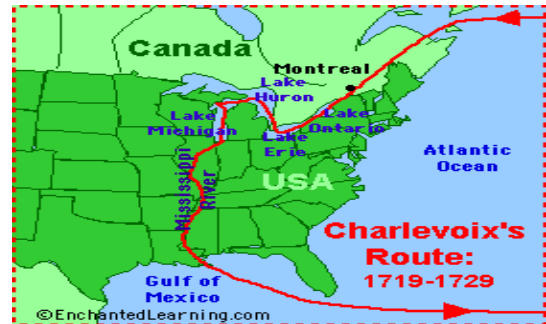 Canada
Montreal
Lake
Huron
Lake
Michigan
Lake
Ontario
Lake
Erie
Atlantic
Ocean
USA
Mississippi
River
Charlevoix's
Route:
1719-1729
Gulf of
Mexico
©EnchantedLearning.com